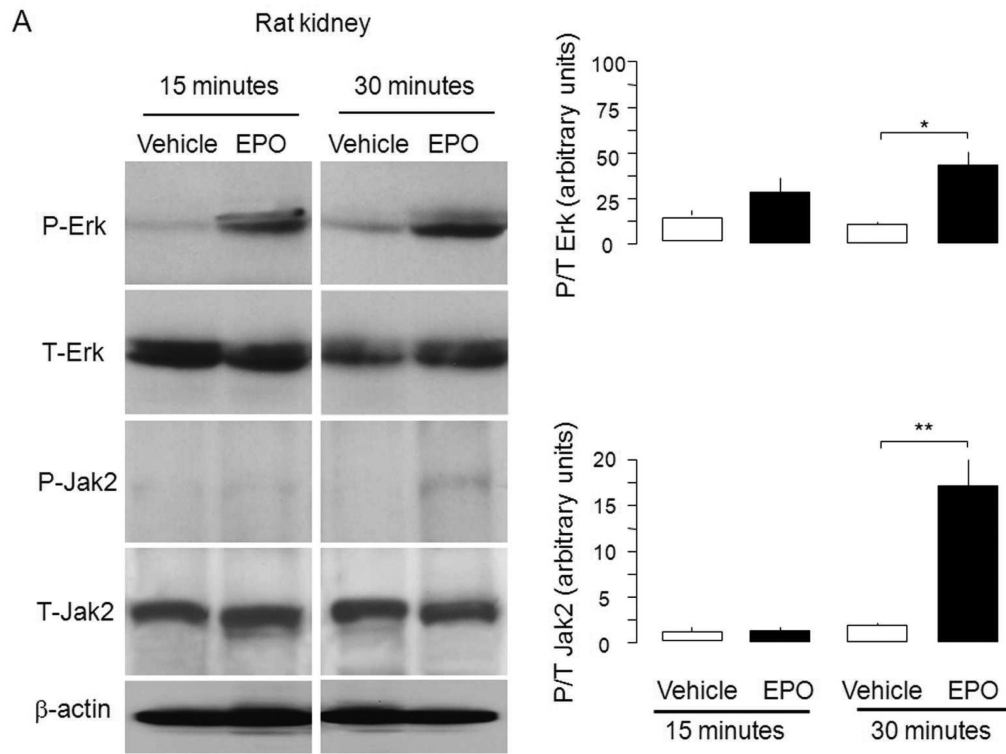 A
Rat kidney
15 minutes 30 minutes
Vehicle EPO Vehicle EPO
P-Erk
T-Erk
P-Jak2
T-Jak2
β-actin
P/T Erk (arbitrary units)
100
75
50
25
0
*
P/T Jak2 (arbitrary units)
20
15
10
5
0
**
Vehicle EPO Vehicle EPO
15 minutes 30 minutes